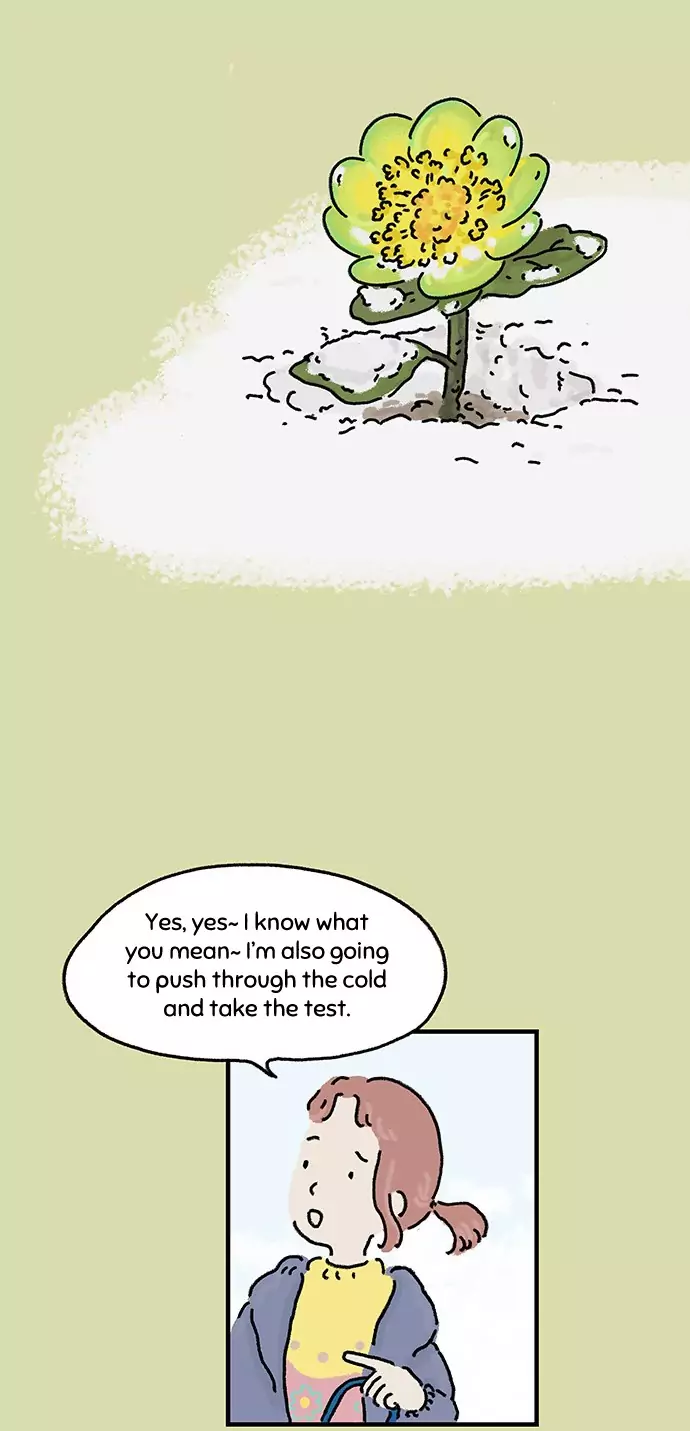 Yes, yes~ I know what
you mean~ I'm also going
to push through the cold
and take the test.